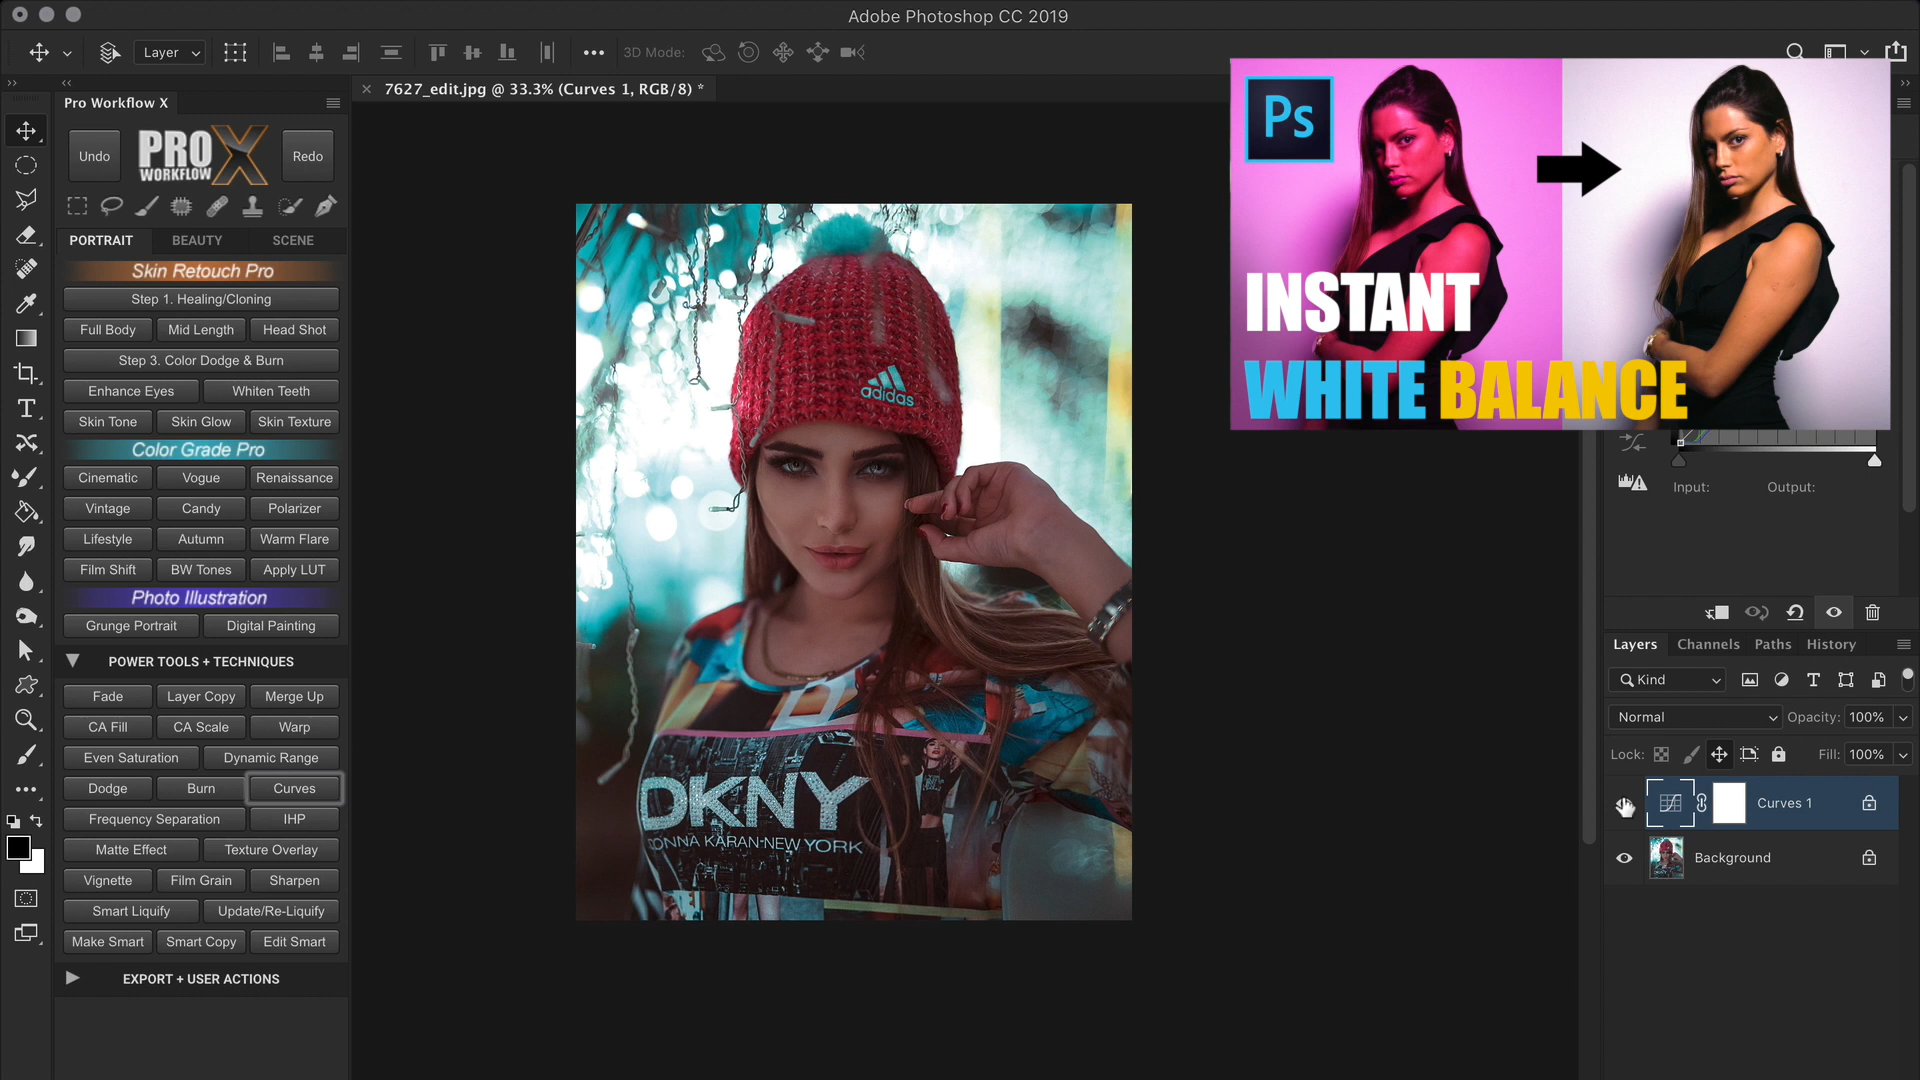 Adobe Photoshop CC 2019
Layer
3D Mode:
7627_edit.jpg @ 33.3% (Curves 1, RGB/8) *
Pro Workflow X
Undo
PRO
WORKFLOW
X
Redo
PORTRAIT BEAUTY SCENE
Skin Retouch Pro
Step 1. Healing/Cloning
Full Body Mid Length Head Shot
Step 3. Color Dodge & Burn
Enhance Eyes Whiten Teeth
Skin Tone Skin Glow Skin Texture
Color Grade Pro
Cinematic Vogue Renaissance
Vintage Candy Polarizer
Lifestyle Autumn Warm Flare
Film Shift BW Tones Apply LUT
Photo Illustration
Grunge Portrait Digital Painting
POWER TOOLS + TECHNIQUES
Fade Layer Copy Merge Up
CA Fill CA Scale Warp
Even Saturation Dynamic Range
Dodge Burn Curves
Frequency Separation IHP
Matte Effect Texture Overlay
Vignette Film Grain Sharpen
Smart Liquify Update/Re-Liquify
Make Smart Smart Copy Edit Smart
EXPORT + USER ACTIONS
adidas
DKNY
DONNA KARAN NEW YORK
Ps
INSTANT
WHITE BALANCE
Input: Output:
Layers Channels Paths History
Kind
Normal Opacity: 100%
Lock: Fill: 100%
Curves 1
Background